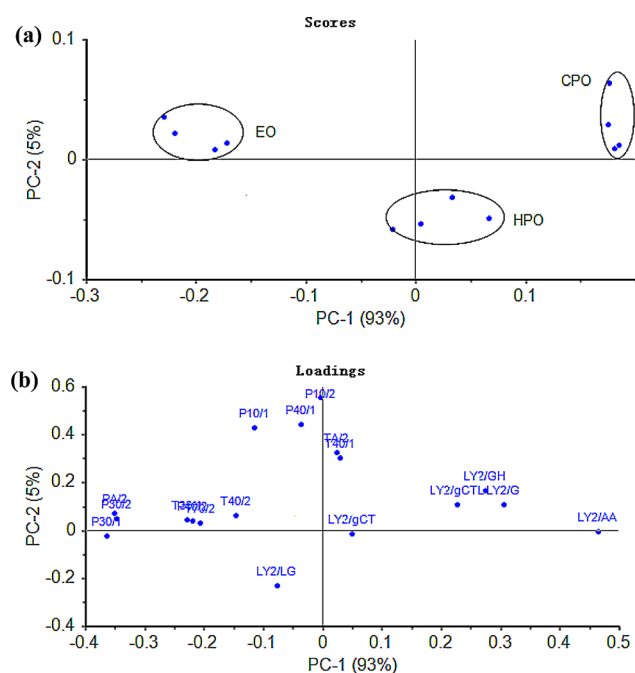 (a)
Scores
0.1
CPO
EO
PC-2 (5%)
0
HPO
-0.1
-0.3 -0.2 -0.1 0 0.1
PC-1 (93%)
(b)
Loadings
0.6
P10/2
P10/1 P40/1
0.4
TA/2
T40/1
PC-2 (5%)
0.2
LY2/GH
LY2/gCTL LY2/G
PA/2
P30/2
T40/2
P30/1
LY2/gCT
LY2/AA
0
LY2/LG
-0.2
-0.4
-0.4 -0.3 -0.2 -0.1 0 0.1 0.2 0.3 0.4 0.5
PC-1 (93%)